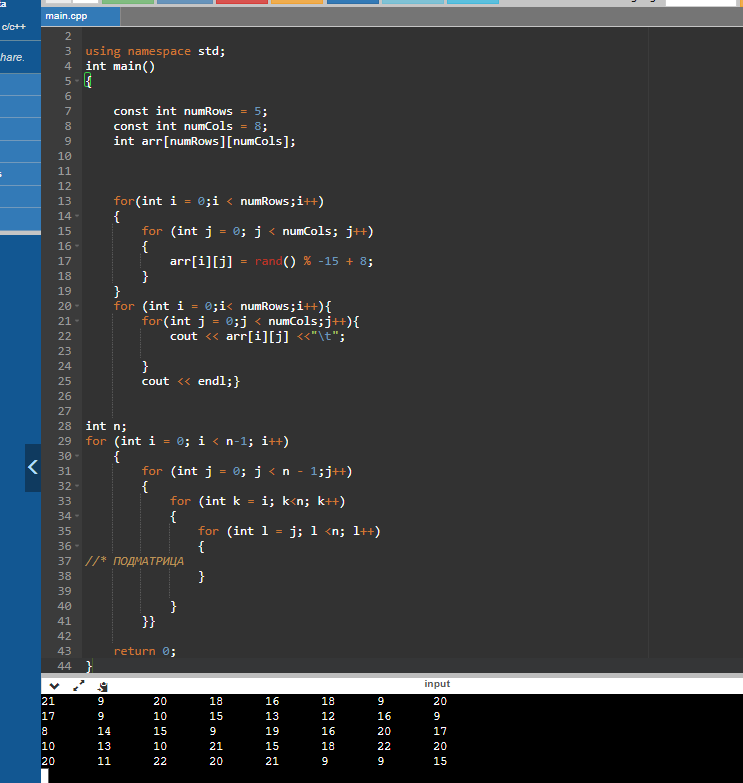 main.cpp
c/c++
hare.
2
3 using namespace std;
4 int main()
5 {
6
7 const int numRows = 5;
8 const int numCols = 8;
9 int arr[numRows][numCols];
10
11
12
13 for(int i = 0;i < numRows;i++)
14 {
15 for (int j = 0; j < numCols; j++)
16 {
17 arr[i][j] = rand() % -15 + 8;
18 }
19 }
20 for (int i = 0;i< numRows;i++){
21 for(int j = 0;j < numCols;j++){
22 cout << arr[i][j] <<"\t";
23
24 }
25 cout << endl;}
26
27
28 int n;
29 for (int i = 0; i < n-1; i++)
30 {
31 for (int j = 0; j < n - 1;j++)
32 {
33 for (int k = i; k<n; k++)
34 {
35 for (int l = j; l <n; l++)
36 {
37 //* ПОДМАТРИЦА
38 }
39
40 }
41 }}
42
43 return 0;
44 }
input
21 9 20 18 16 18 9 20
17 9 10 15 13 12 16 9
8 14 15 9 19 16 20 17
10 13 10 21 15 18 22 20
20 11 22 20 21 9 9 15